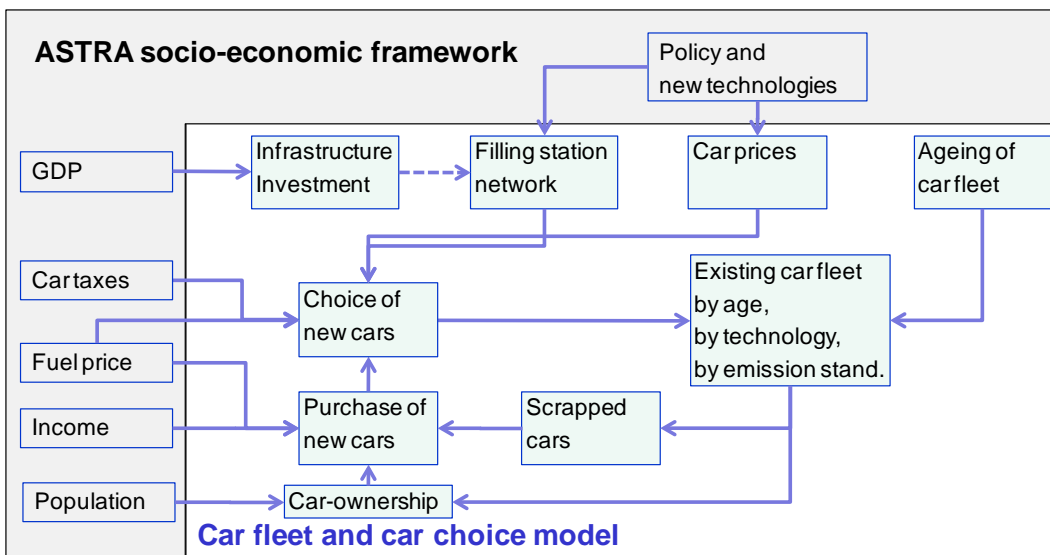 ASTRA socio-economic framework
Policy and
new technologies
GDP
Infrastructure
Investment
Filling station
network
Car prices
Ageing of
car fleet
Car taxes
Choice of
new cars
Existing car fleet
by age,
by technology,
by emission stand.
Fuel price
Income
Purchase of
new cars
Scrapped
cars
Population
Car-ownership
Car fleet and car choice model